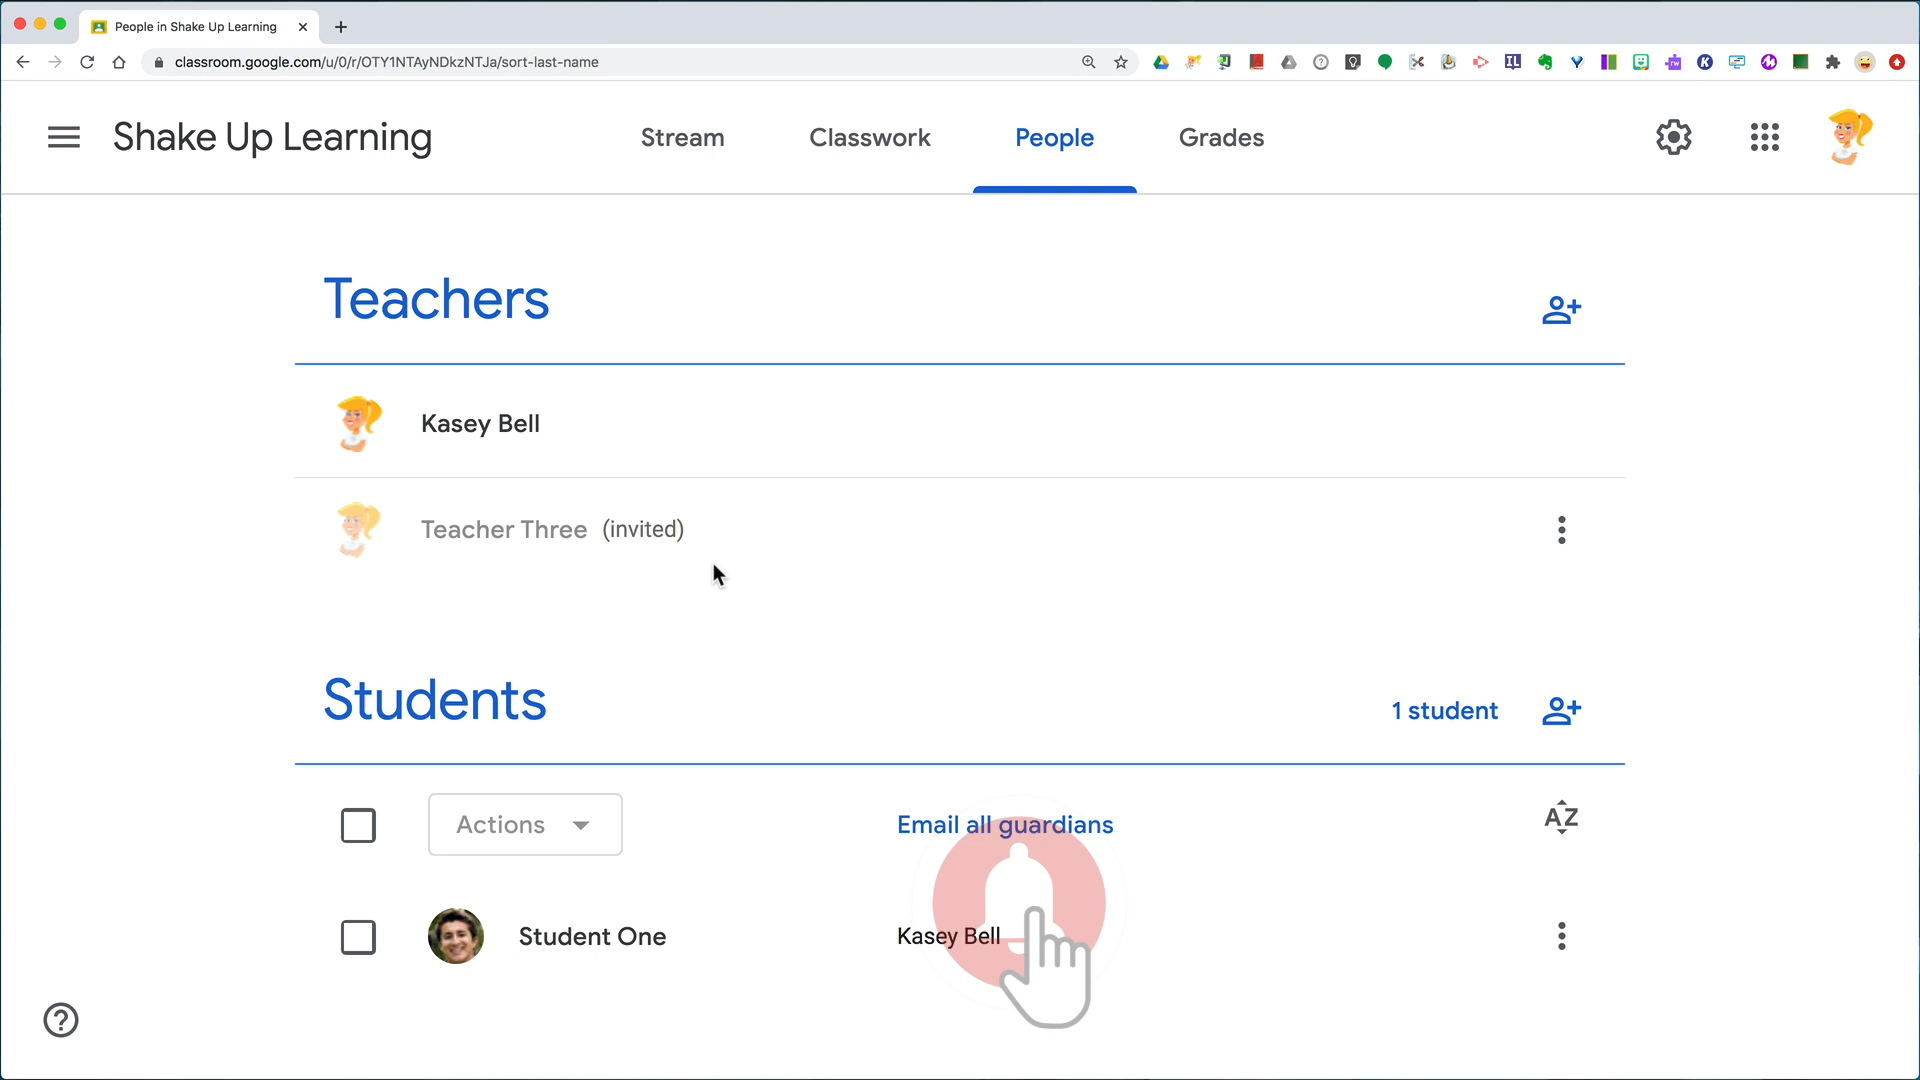 People in Shake Up Learning
classroom.google.com/u/0/r/OTY1NTAyNDkzNTJa/sort-last-name
Shake Up Learning
Stream
Classwork
People
Grades
Teachers
Kasey Bell
Teacher Three (invited)
Students
1 student
Actions
Email all guardians
AZ
Student One
Kasey Bell